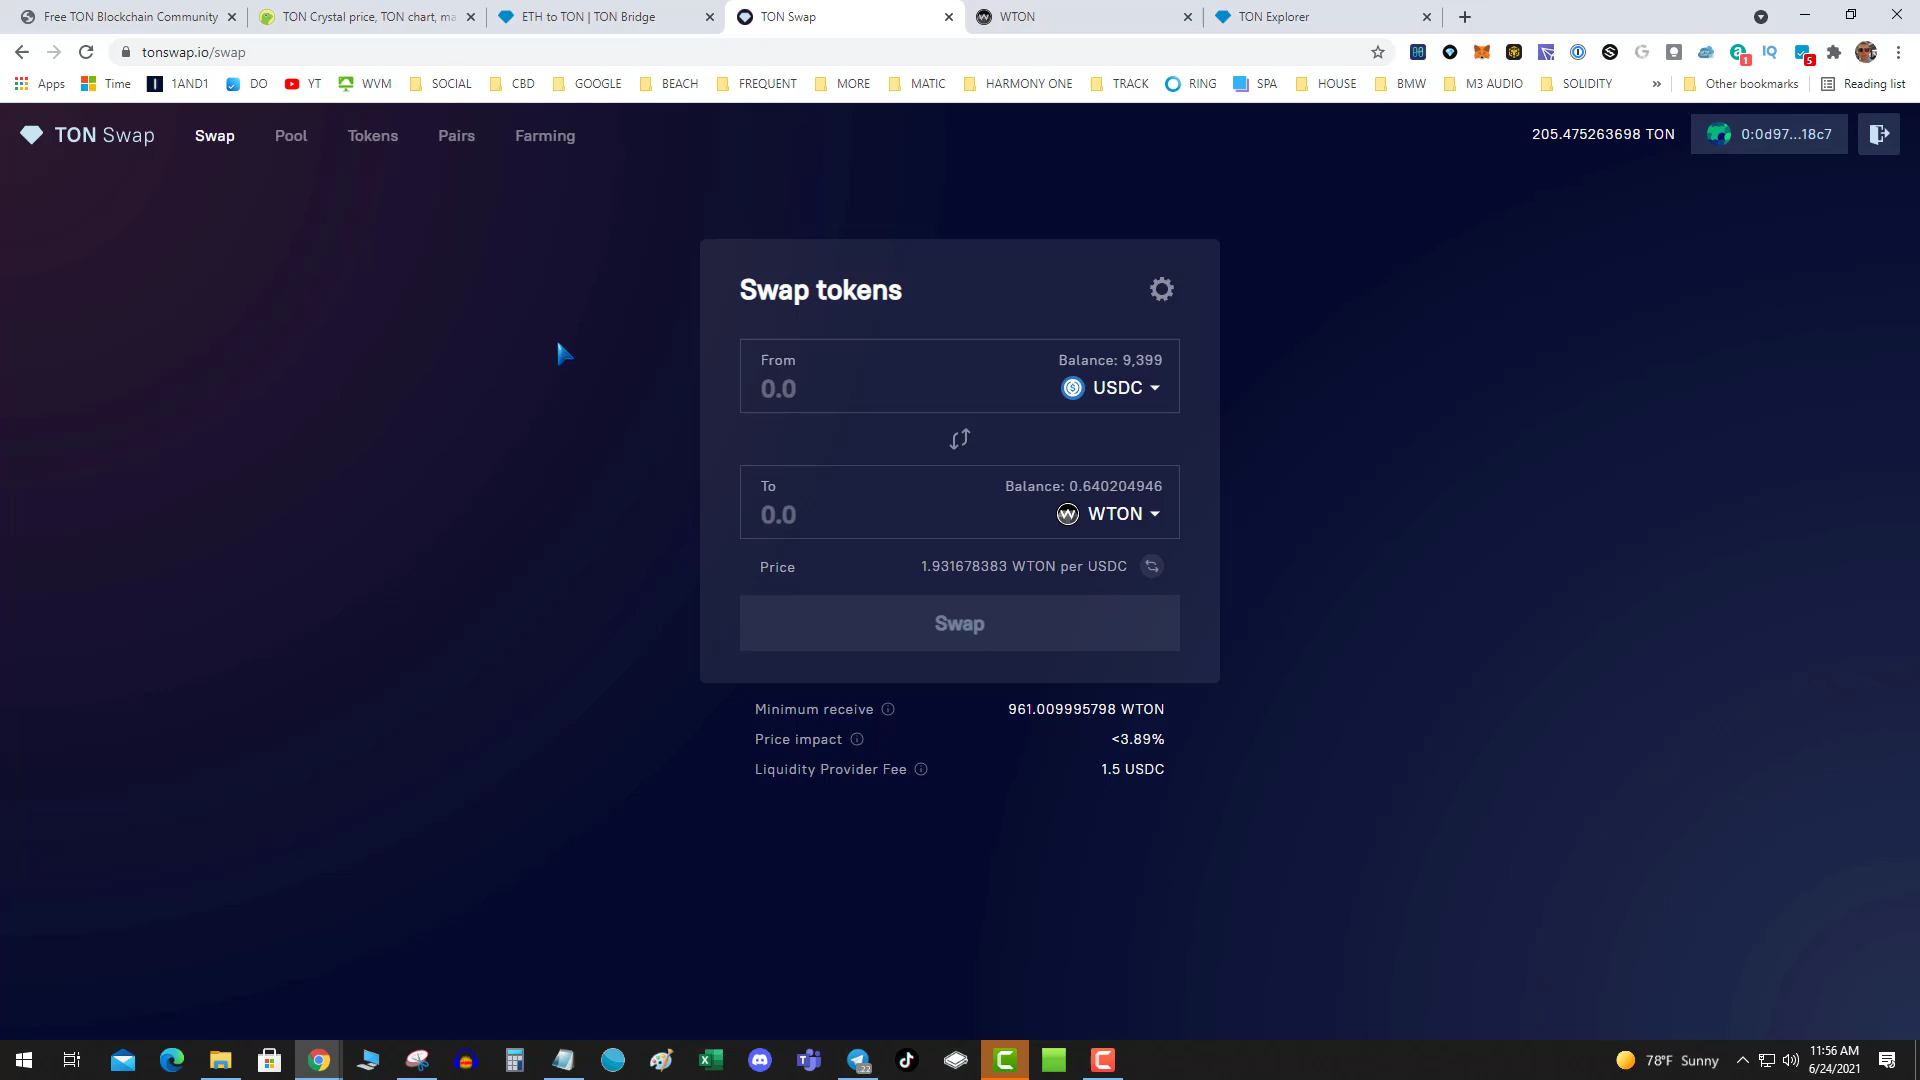 Free TON Blockchain Community
TON Crystal price, TON chart, ma
ETH to TON | TON Bridge
TON Swap
WTON
TON Explorer
tonswap.io/swap
1
5
Apps
Time
1AND1
DO
YT
WVM
SOCIAL
CBD
GOOGLE
BEACH
FREQUENT
MORE
MATIC
HARMONY ONE
TRACK
RING
SPA
HOUSE
BMW
M3 AUDIO
SOLIDITY
»
Other bookmarks
Reading list
TON Swap
Swap
Pool
Tokens
Pairs
Farming
205.475263698 TON
0:0d97...18c7
Swap tokens
From
Balance: 9,399
0.0
USDC
To
Balance: 0.640204946
0.0
WTON
Price
1.931678383 WTON per USDC
Swap
Minimum receive
961.009995798 WTON
Price impact
<3.89%
Liquidity Provider Fee
1.5 USDC
22
78°F Sunny
11:56 AM
6/24/2021